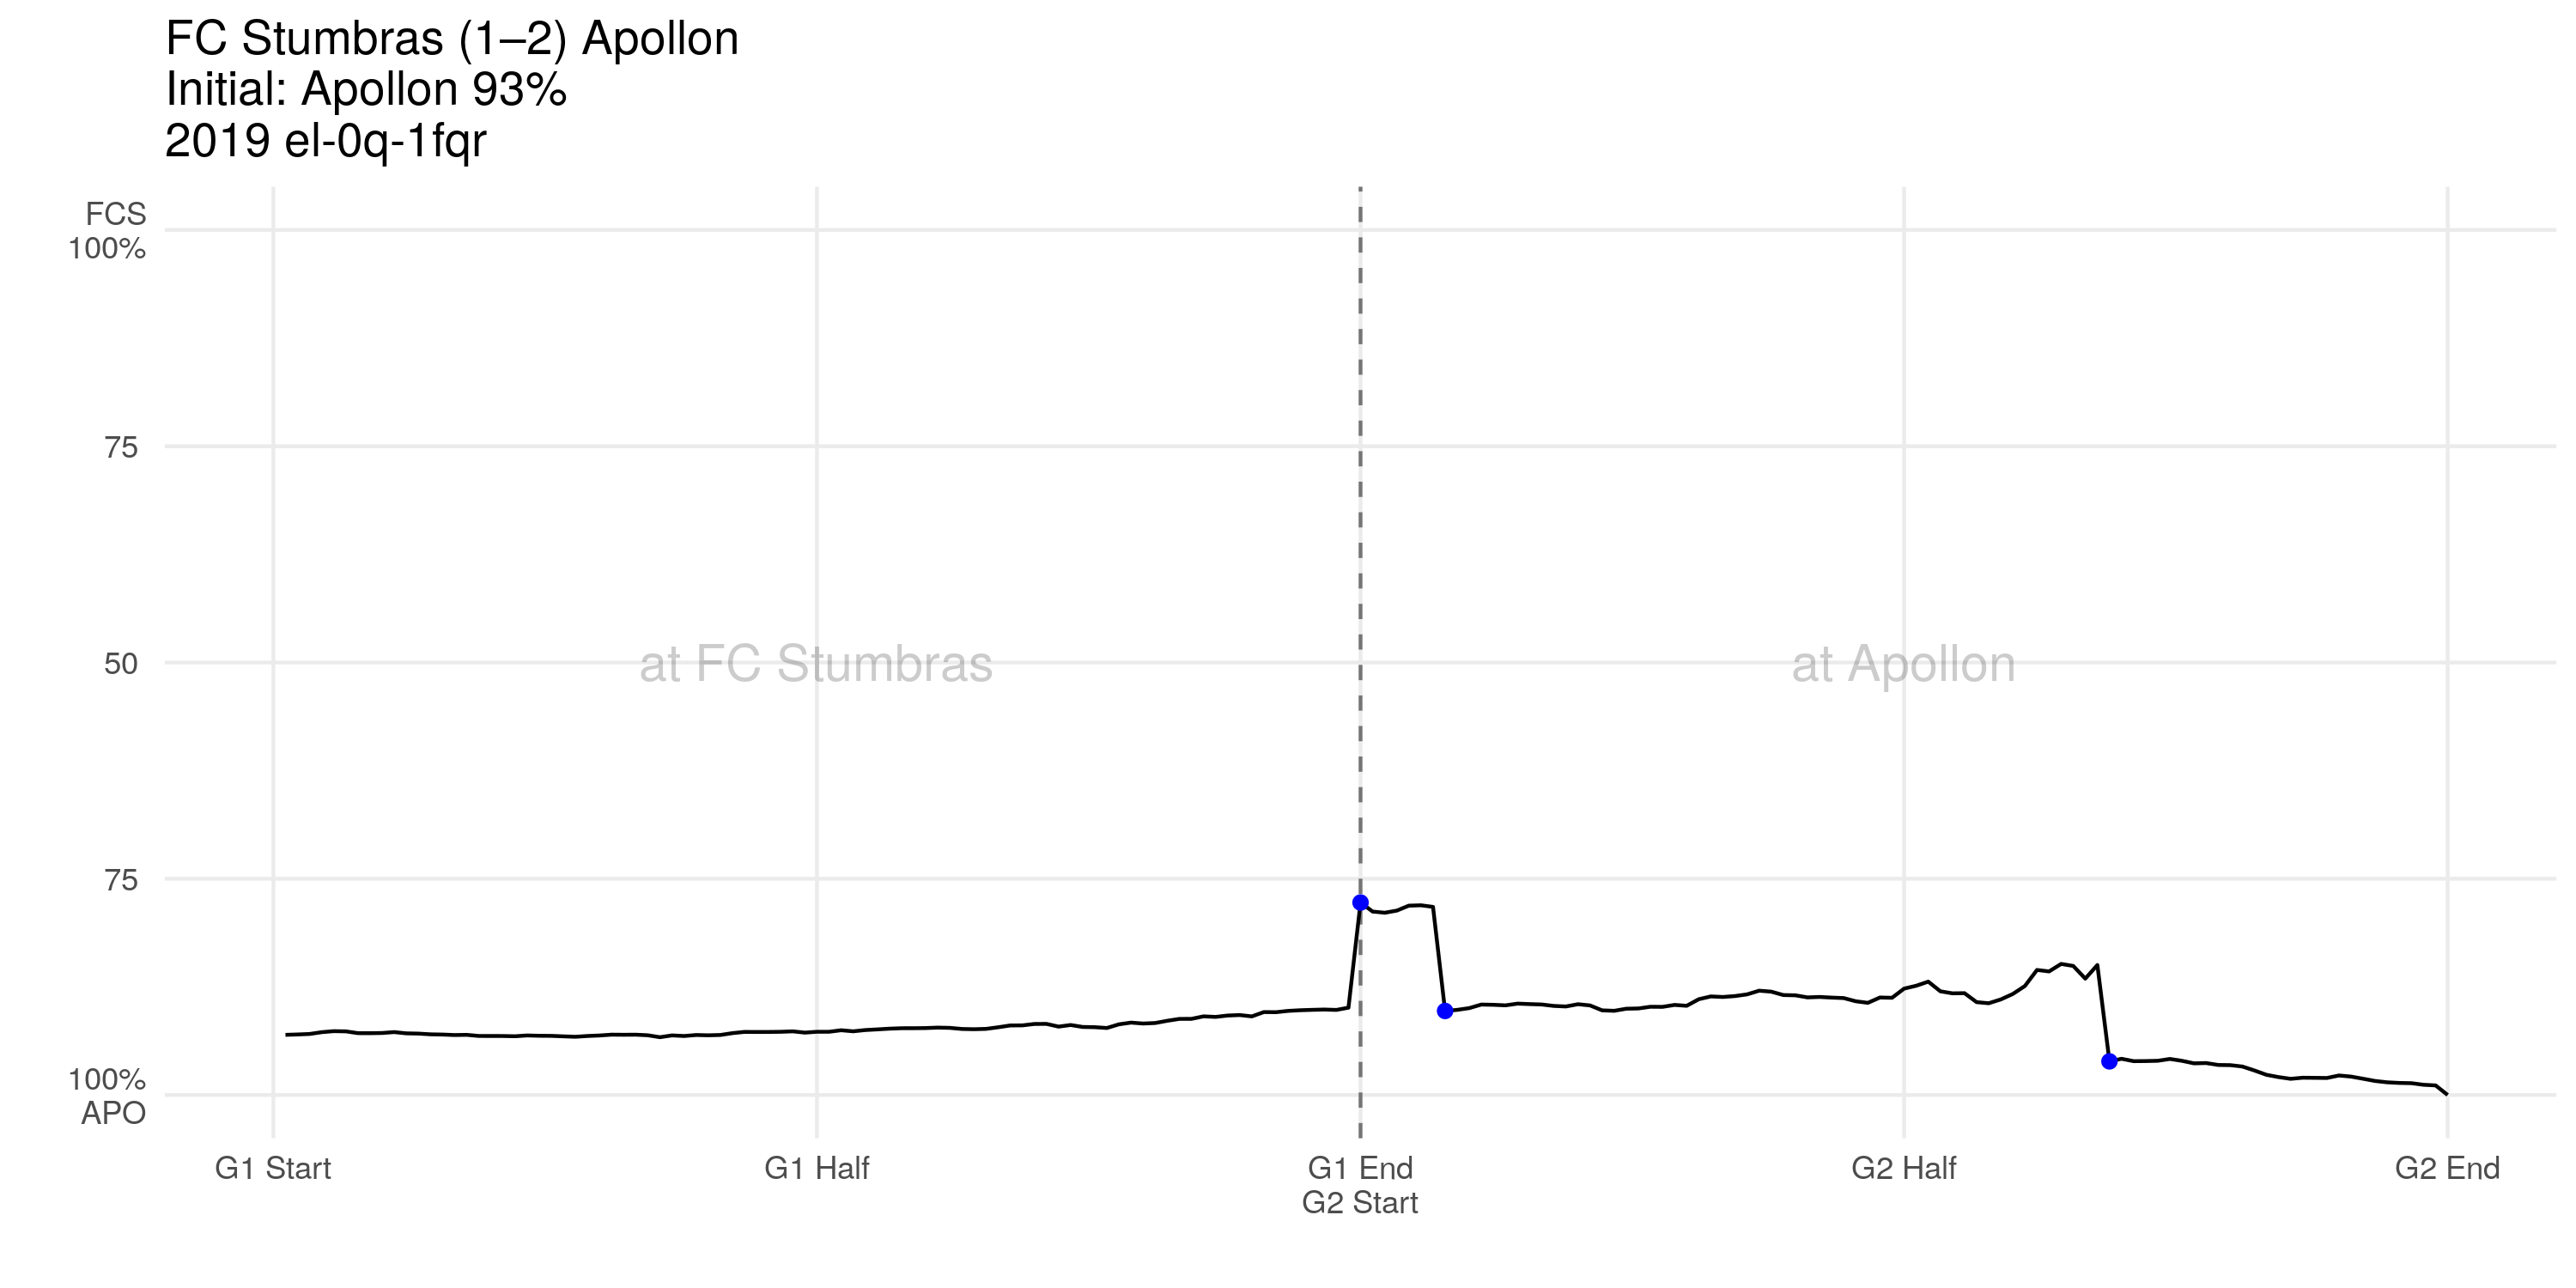 FC Stumbras (1–2) Apollon
Initial: Apollon 93%
2019 el-0q-1fqr
FCS
100%
75
50
75
100%
APO
at FC Stumbras
at Apollon
G1 Start
G1 Half
G1 End
G2 Start
G2 Half
G2 End